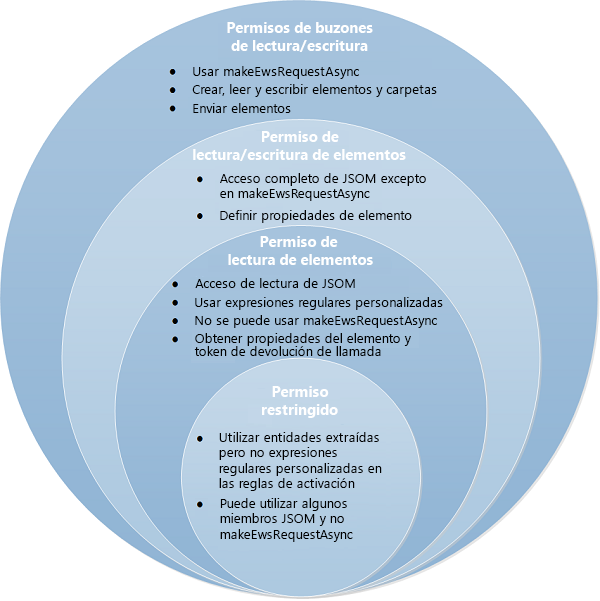 Permisos de buzones
de lectura/escritura
● Usar makeEwsRequestAsync
● Crear, leer y escribir elementos y carpetas
● Enviar elementos
Permiso de
lectura/escritura de elementos
● Acceso completo de JSOM excepto
en makeEwsRequestAsync
● Definir propiedades de elemento
Permiso de
lectura de elementos
● Acceso de lectura de JSOM
● Usar expresiones regulares personalizadas
● No se puede usar makeEwsRequestAsync
● Obtener propiedades del elemento y
token de devolución de llamada
Permiso
restringido
● Utilizar entidades extraídas
pero no expresiones
regulares personalizadas en
las reglas de activación
● Puede utilizar algunos
miembros JSOM y no
makeEwsRequestAsync